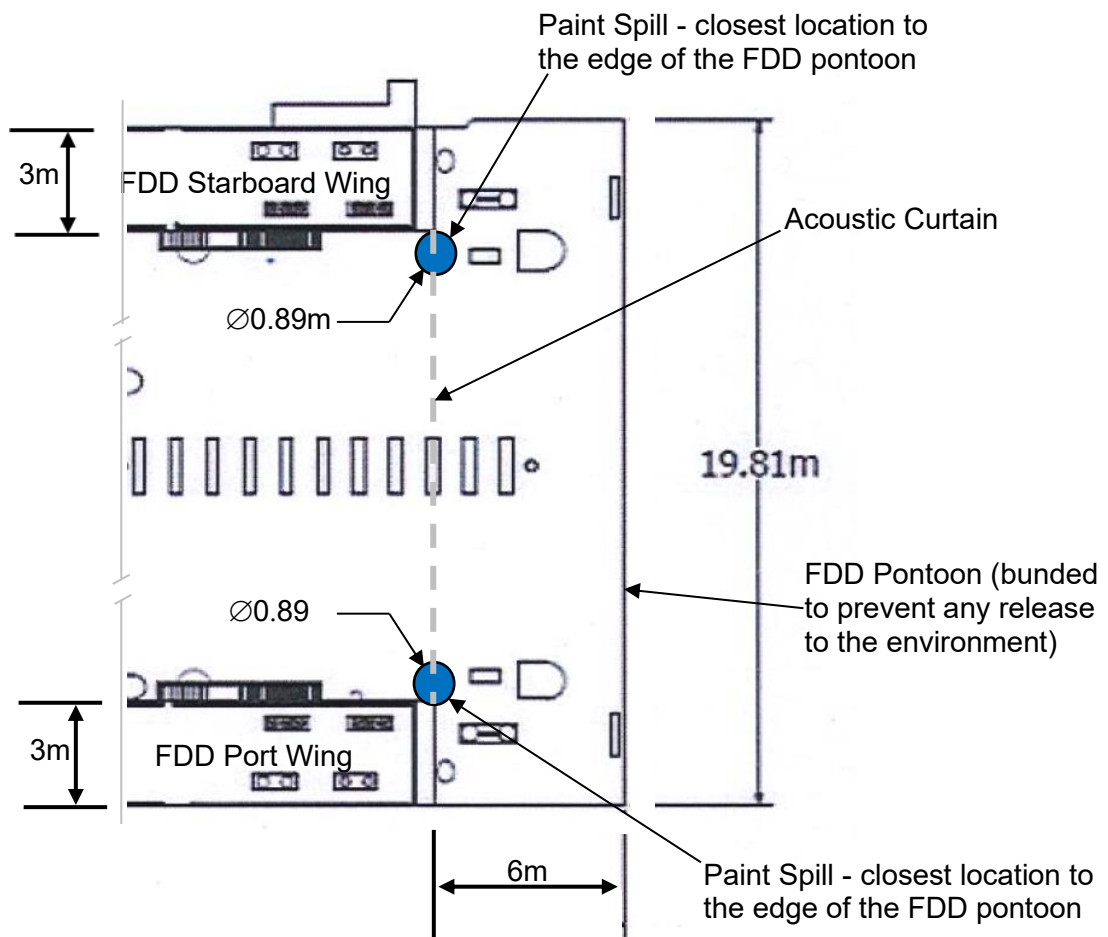 Paint Spill - closest location to
the edge of the FDD pontoon
3m
FDD Starboard Wing
Acoustic Curtain
∅0.89m
19.81m
FDD Pontoon (bunded
to prevent any release
to the environment)
∅0.89
3m
FDD Port Wing
6m
Paint Spill - closest location to
the edge of the FDD pontoon